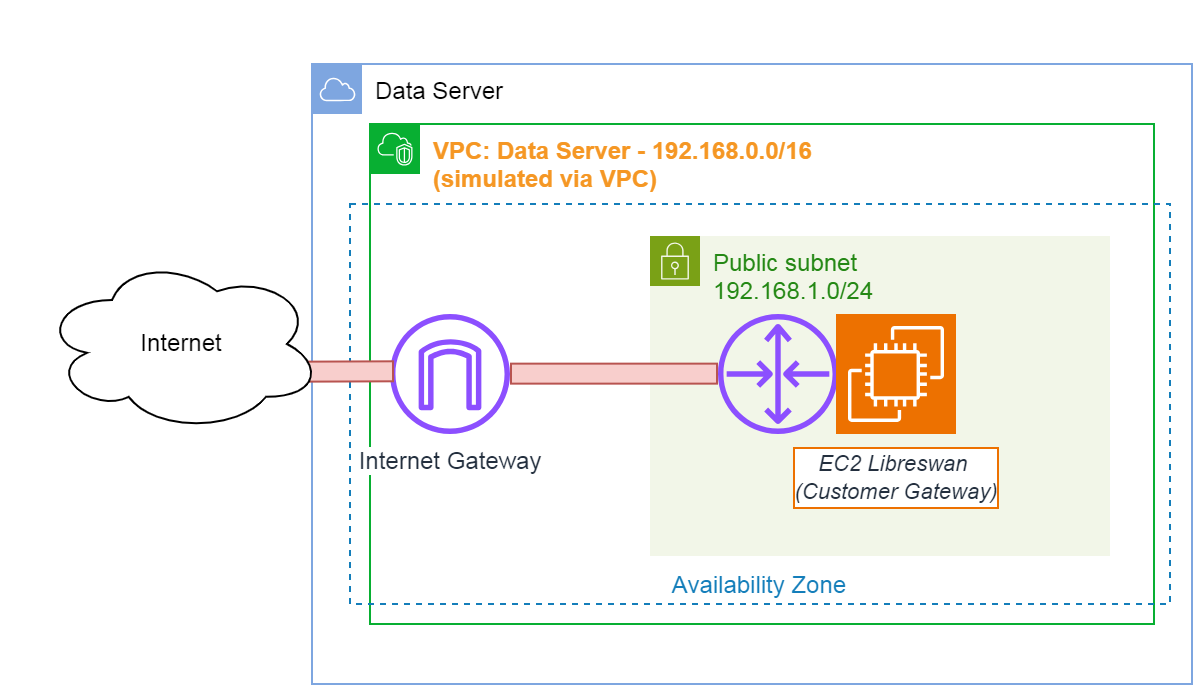 Data Server
VPC: Data Server - 192.168.0.0/16
(simulated via VPC)
Public subnet
192.168.1.0/24
Internet
Internet Gateway
EC2 Libreswan
(Customer Gateway)
Availability Zone